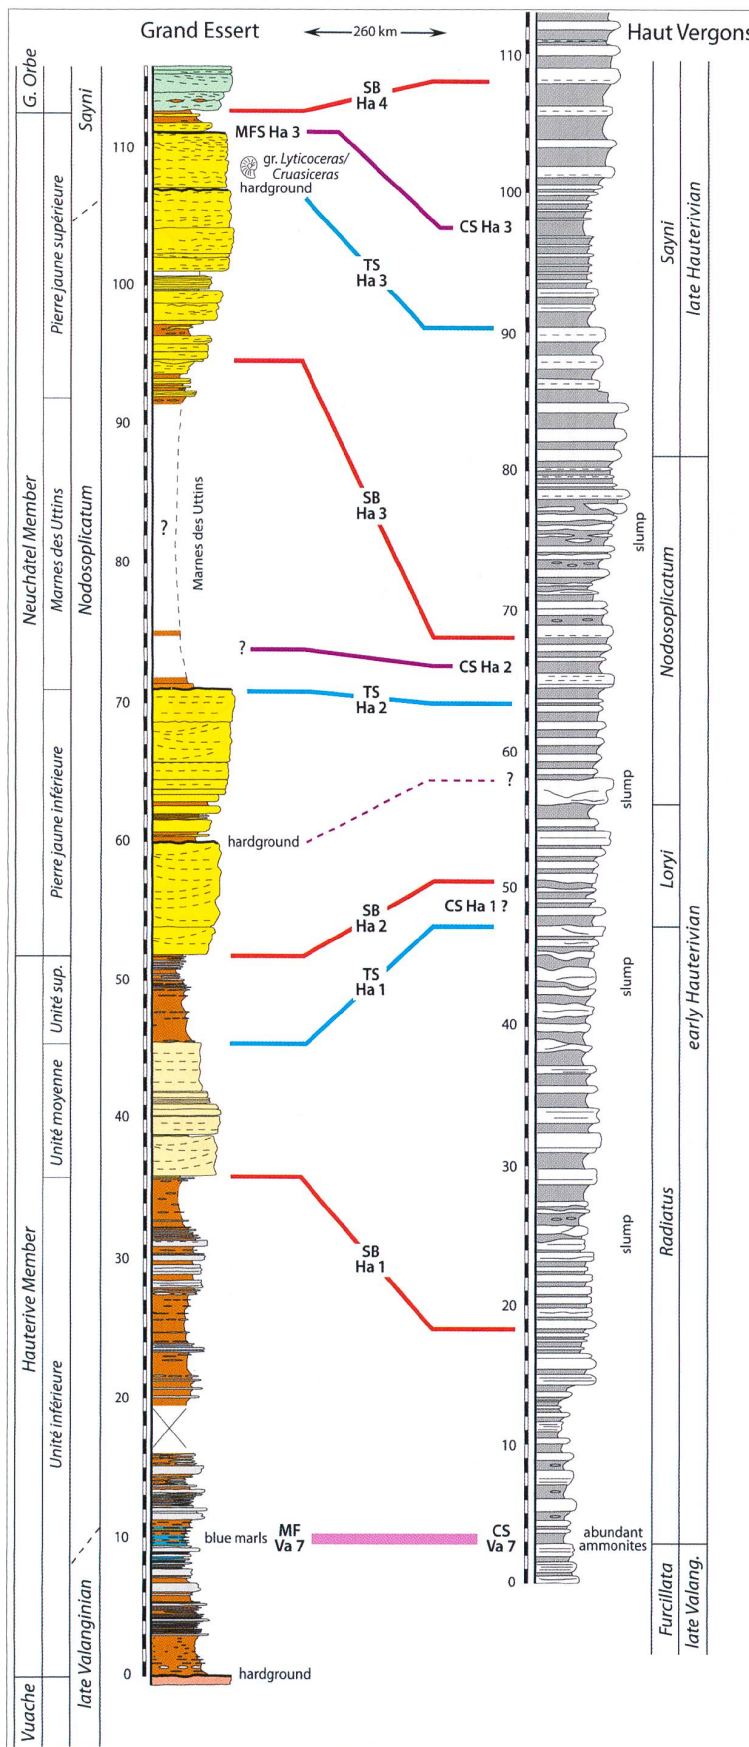 Grand Essert
260 km
Haut Vergons
G. Orbe
Sayni
SB
Ha 4
110
MFS Ha 3
gr. Lyticoceras/
Cruasiceras
hardground
110
100
CS Ha 3
Pierre jaune supérieure
100
TS
Ha 3
90
Sayni
late Hauterivian
90
80
Neuchâtel Member
Marnes des Uttins
Nodosoplicatum
?
Marnes des Uttins
SB
Ha 3
80
slump
70
Nodosoplicatum
?
CS Ha 2
70
TS
Ha 2
60
?
slump
Pierre jaune inférieure
60
hardground
Loryi
50
SB
Ha 2
CS Ha 1 ?
50
Unité sup.
TS
Ha 1
slump
40
early Hauterivian
Unité moyenne
40
30
Hauterive Member
Unité inférieure
30
SB
Ha 1
slump
Radiatus
20
20
10
10
blue marls
MF
Va 7
CS
Va 7
abundant
ammonites
0
Furcillata
late Valang.
late Valanginian
0
hardground
Vuache